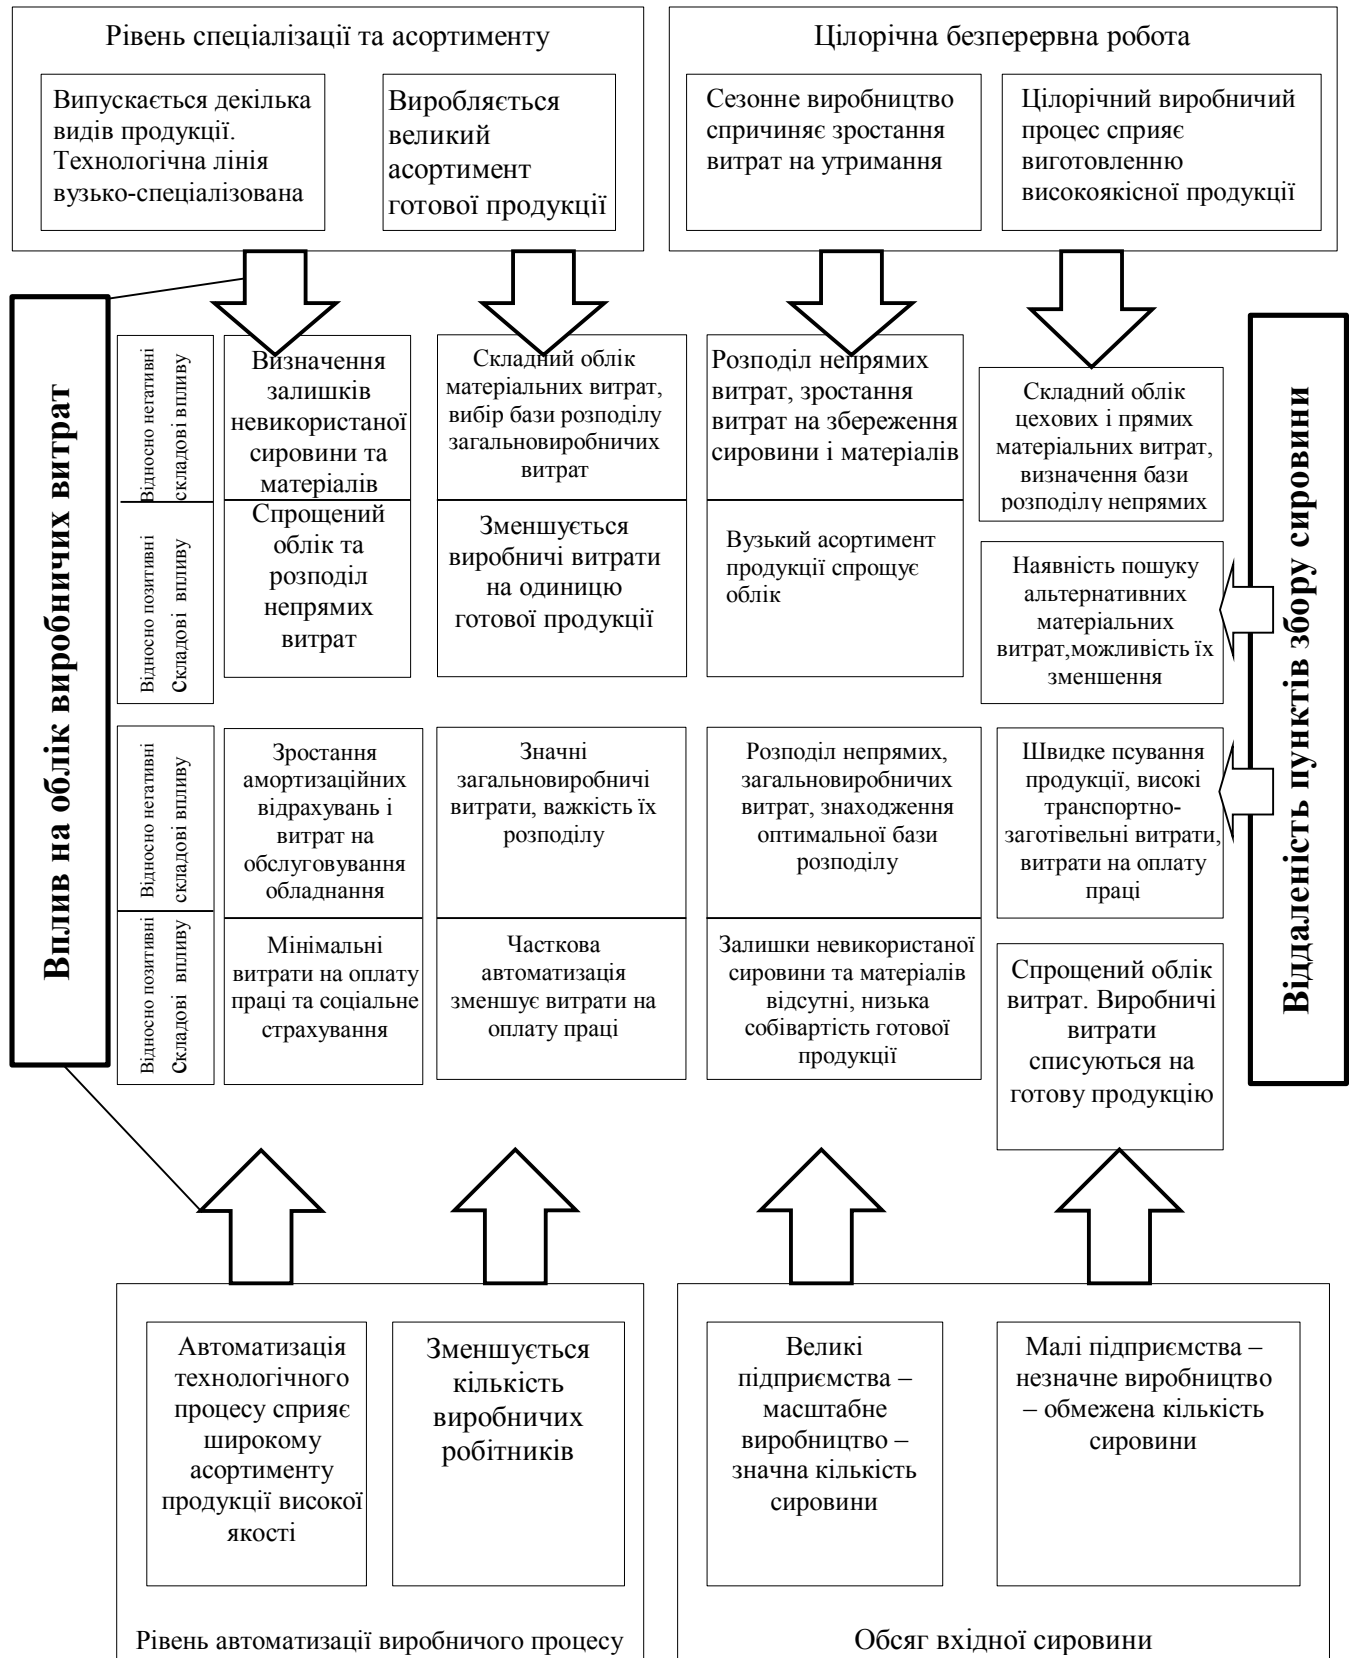 Рівень спеціалізації та асортименту
Випускається декілька
видів продукції.
Технологічна лінія
вузько-спеціалізована
Виробляється
великий
асортимент
готової продукції
Цілорічна безперервна робота
Сезонне виробництво
спричиняє зростання
витрат на утримання
Цілорічний виробничий
процес сприяє
виготовленню
високоякісної продукції
Вплив на облік виробничих витрат
Відносно негативні
складові впливу
Визначення
залишків
невикористаної
сировини та
матеріалів
Складний облік
матеріальних витрат,
вибір бази розподілу
загальновиробничих
витрат
Розподіл непрямих
витрат, зростання
витрат на збереження
сировини і матеріалів
Складний облік
цехових і прямих
матеріальних витрат,
визначення бази
розподілу непрямих
Відносно позитивні
складові впливу
Спрощений
облік та
розподіл
непрямих
витрат
Зменшується
виробничі витрати
на одиницю
готової продукції
Вузький асортимент
продукції спрощує
облік
Наявність пошуку
альтернативних
матеріальних
витрат,можливість їх
зменшення
Віддаленість пунктів збору сировини
Відносно негативні
складові впливу
Зростання
амортизаційних
відрахувань і
витрат на
обслуговування
обладнання
Значні
загальновиробничі
витрати, важкість їх
розподілу
Розподіл непрямих,
загальновиробничих
витрат, знаходження
оптимальної бази
розподілу
Швидке псування
продукції, високі
транспортно-
заготівельні витрати,
витрати на оплату
праці
Відносно позитивні
складові впливу
Мінімальні
витрати на оплату
праці та соціальне
страхування
Часткова
автоматизація
зменшує витрати на
оплату праці
Залишки невикористаної
сировини та матеріалів
відсутні, низька
собівартість готової
продукції
Спрощений облік
витрат. Виробничі
витрати
списуються на
готову продукцію
Автоматизація
технологічного
процесу сприяє
широкому
асортименту
продукції високої
якості
Зменшується
кількість
виробничих
робітників
Рівень автоматизації виробничого процесу
Великі
підприємства –
масштабне
виробництво –
значна кількість
сировини
Малі підприємства –
незначне виробництво
– обмежена кількість
сировини
Обсяг вхідної сировини